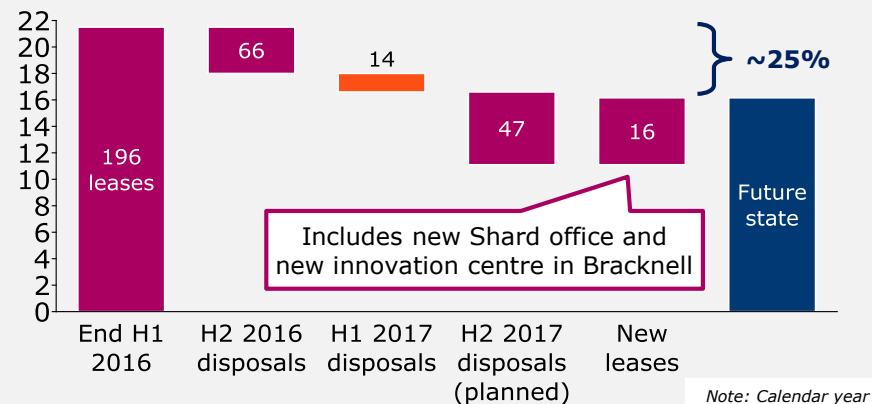 22
20
18
16
14
12
10
8
6
4
2
0
196
leases
66
14
47
16
~25%
Future
state
Includes new Shard office and
new innovation centre in Bracknell
End H1
2016
H2 2016
disposals
H1 2017
disposals
H2 2017
disposals
(planned)
New
leases
Note: Calendar year